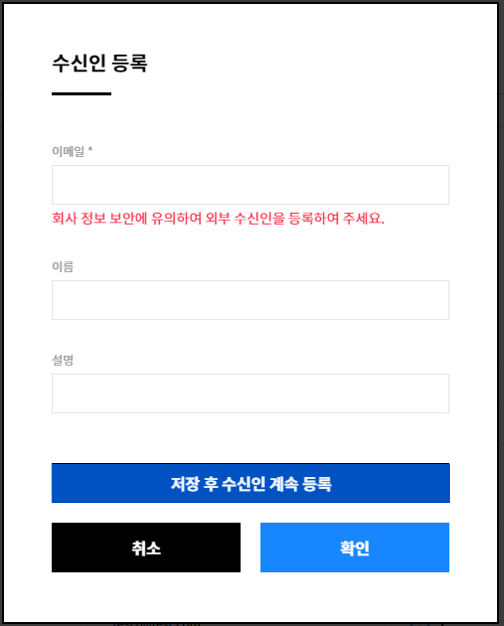 수신인 등록
이메일 *
회사 정보 보안에 유의하여 외부 수신인을 등록하여 주세요.
이름
설명
저장 후 수신인 계속 등록
취소
확인